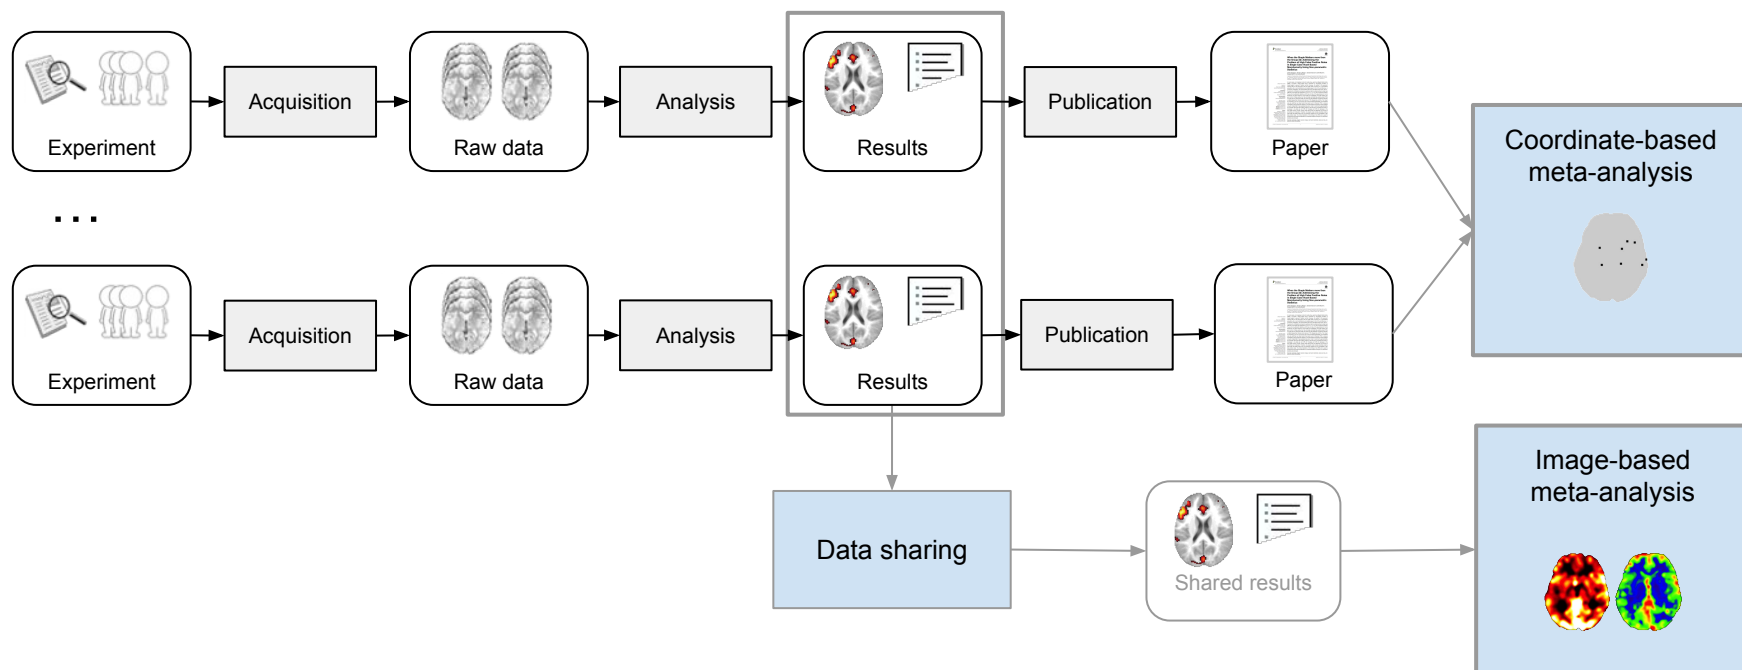 Experiment
Acquisition
Raw data
Analysis
Results
Publication
Paper
Coordinate-based
meta-analysis
...
Experiment
Acquisition
Raw data
Analysis
Results
Publication
Paper
Data sharing
Shared results
Image-based
meta-analysis